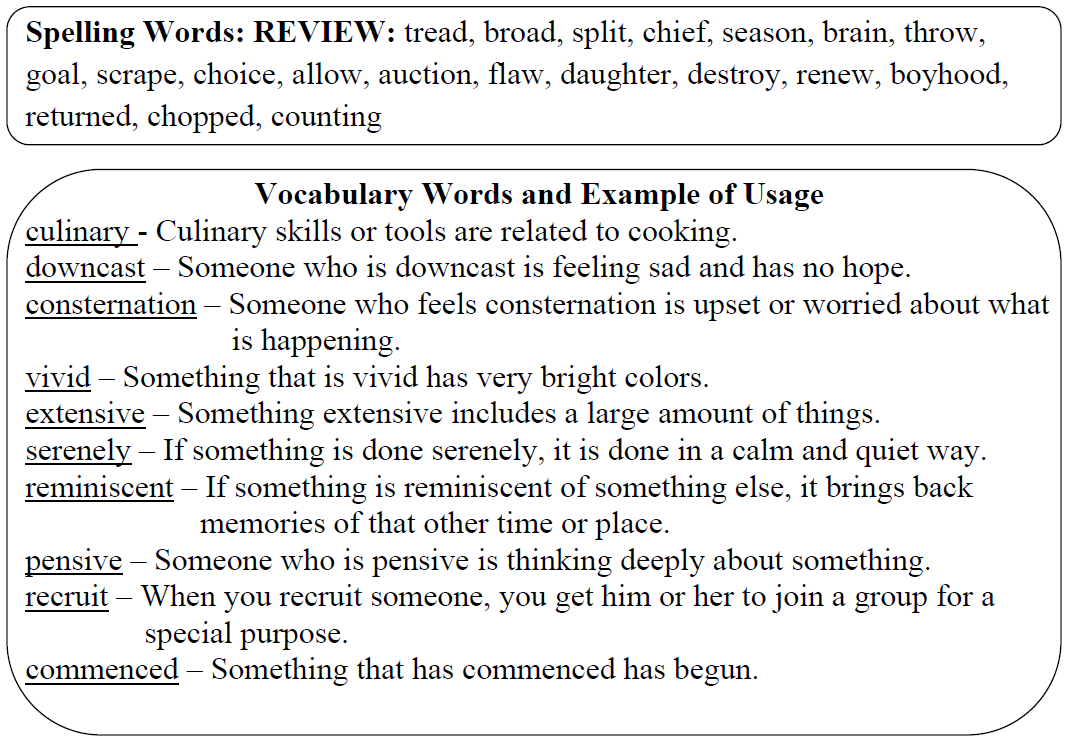 Spelling Words: REVIEW: tread, broad, split, chief, season, brain, throw,
goal, scrape, choice, allow, auction, flaw, daughter, destroy, renew, boyhood,
returned, chopped, counting
Vocabulary Words and Example of Usage
culinary - Culinary skills or tools are related to cooking.
downcast – Someone who is downcast is feeling sad and has no hope.
consternation – Someone who feels consternation is upset or worried about what
is happening.
vivid – Something that is vivid has very bright colors.
extensive – Something extensive includes a large amount of things.
serenely – If something is done serenely, it is done in a calm and quiet way.
reminiscent – If something is reminiscent of something else, it brings back
memories of that other time or place.
pensive – Someone who is pensive is thinking deeply about something.
recruit – When you recruit someone, you get him or her to join a group for a
special purpose.
commenced – Something that has commenced has begun.